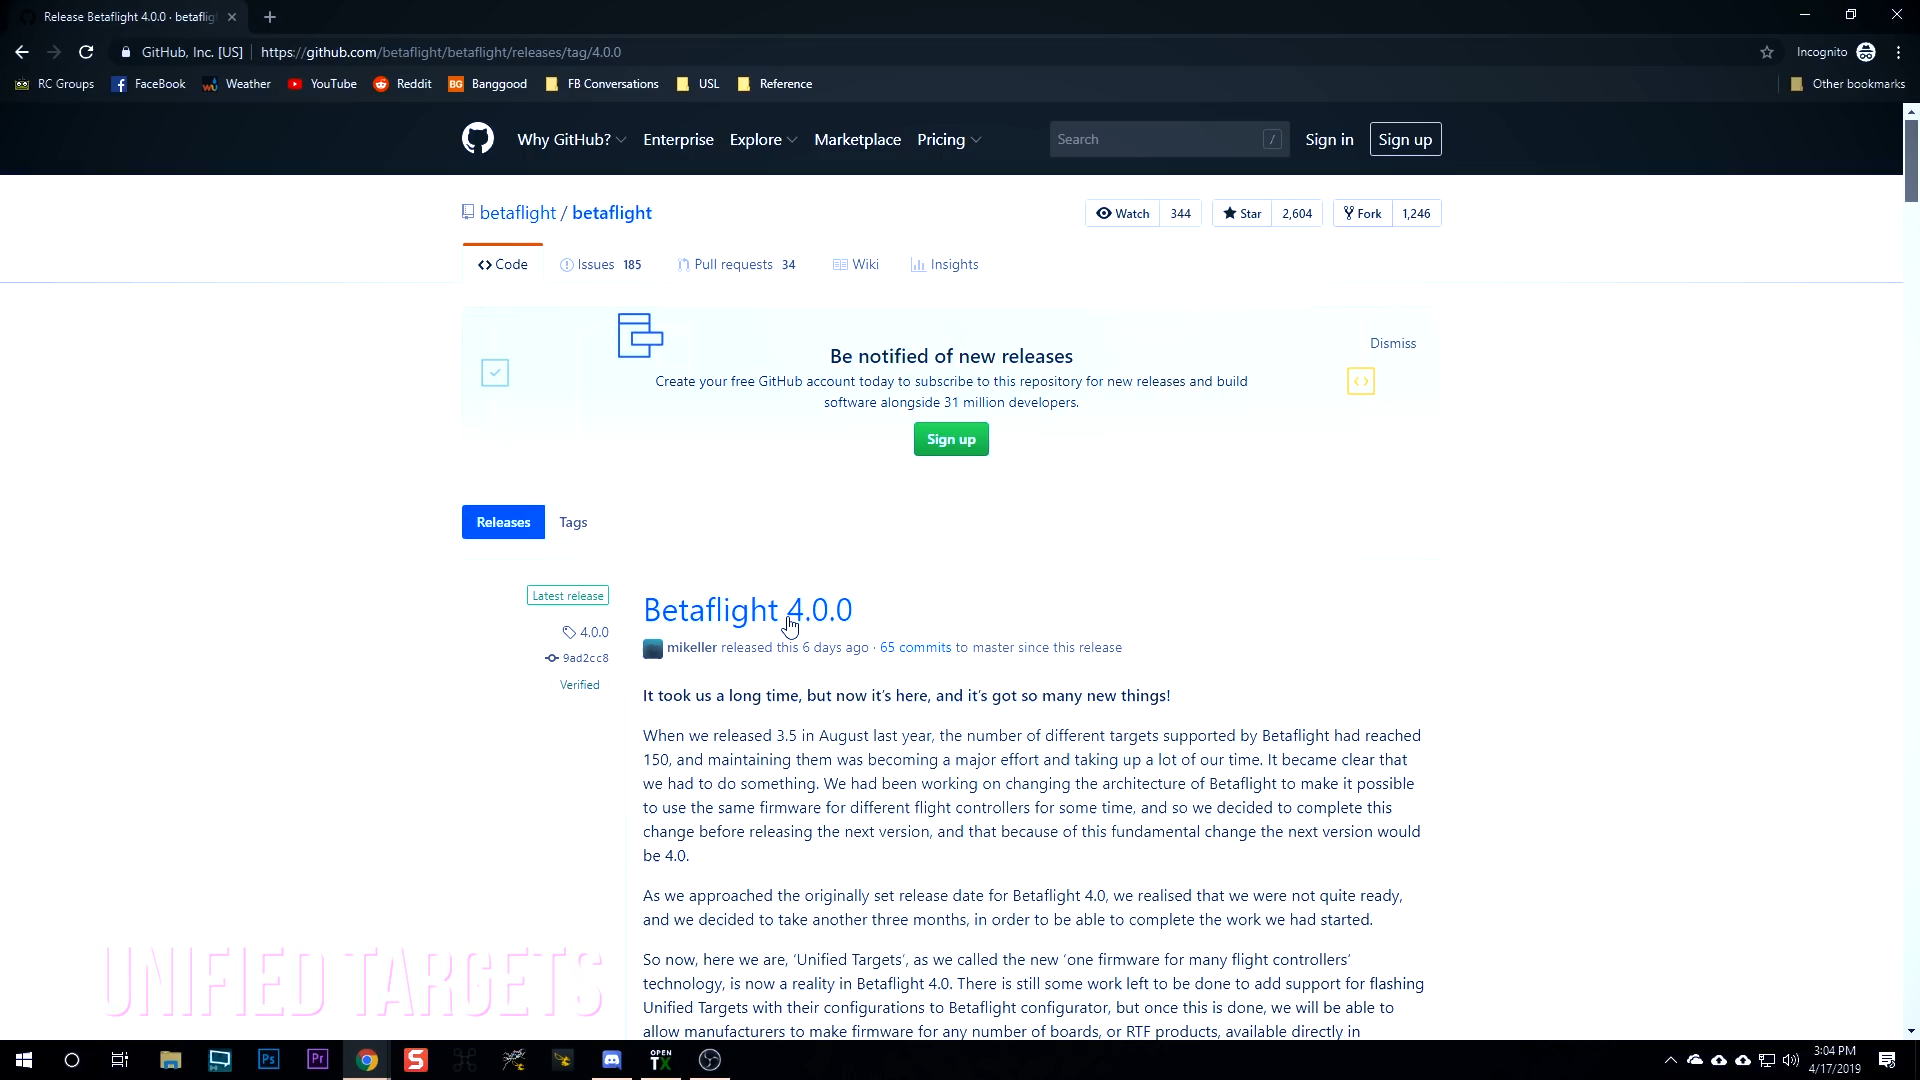 Release Betaflight 4.0.0 · betaflig
GitHub, Inc. [US] https://github.com/betaflight/betaflight/releases/tag/4.0.0
Incognito
RC Groups FaceBook Weather YouTube Reddit BG Banggood FB Conversations USL Reference Other bookmarks
Why GitHub? Enterprise Explore Marketplace Pricing Search / Sign in Sign up
betaflight / betaflight
Watch 344 Star 2,604 Fork 1,246
Code Issues 185 Pull requests 34 Wiki Insights
Be notified of new releases
Dismiss
Create your free GitHub account today to subscribe to this repository for new releases and build
software alongside 31 million developers.
Sign up
Releases Tags
Latest release
4.0.0
9ad2cc8
Verified
Betaflight 4.0.0
mikeller released this 6 days ago · 65 commits to master since this release
It took us a long time, but now it's here, and it's got so many new things!
When we released 3.5 in August last year, the number of different targets supported by Betaflight had reached
150, and maintaining them was becoming a major effort and taking up a lot of our time. It became clear that
we had to do something. We had been working on changing the architecture of Betaflight to make it possible
to use the same firmware for different flight controllers for some time, and so we decided to complete this
change before releasing the next version, and that because of this fundamental change the next version would
be 4.0.
As we approached the originally set release date for Betaflight 4.0, we realised that we were not quite ready,
and we decided to take another three months, in order to be able to complete the work we had started.
So now, here we are, 'Unified Targets', as we called the new 'one firmware for many flight controllers'
technology, is now a reality in Betaflight 4.0. There is still some work left to be done to add support for flashing
Unified Targets with their configurations to Betaflight configurator, but once this is done, we will be able to
allow manufacturers to make firmware for any number of boards, or RTF products, available directly in
UNIFIED TARGETS
Ps Pr S OPEN TX
3:04 PM
4/17/2019